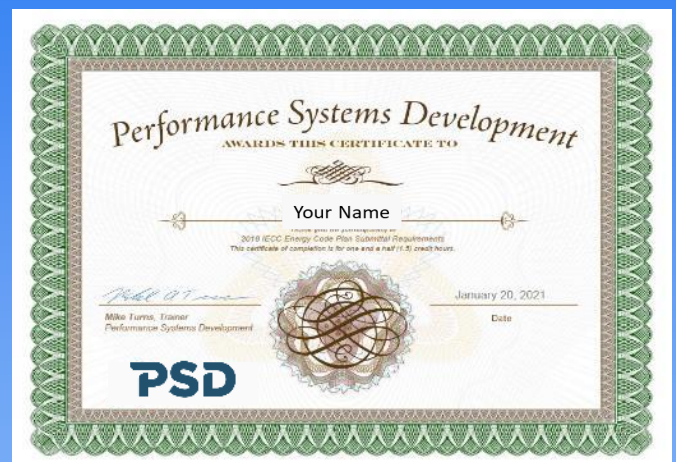 Performance Systems Development
AWARDS THIS CERTIFICATE TO
Your Name
2018 IECC Energy Code Plan Submittal Requirements
This certificate of completion is for one and a half (1.5) credit hours.
January 20, 2021
Mike Turns, Trainer
Date
Performance Systems Development
PSD